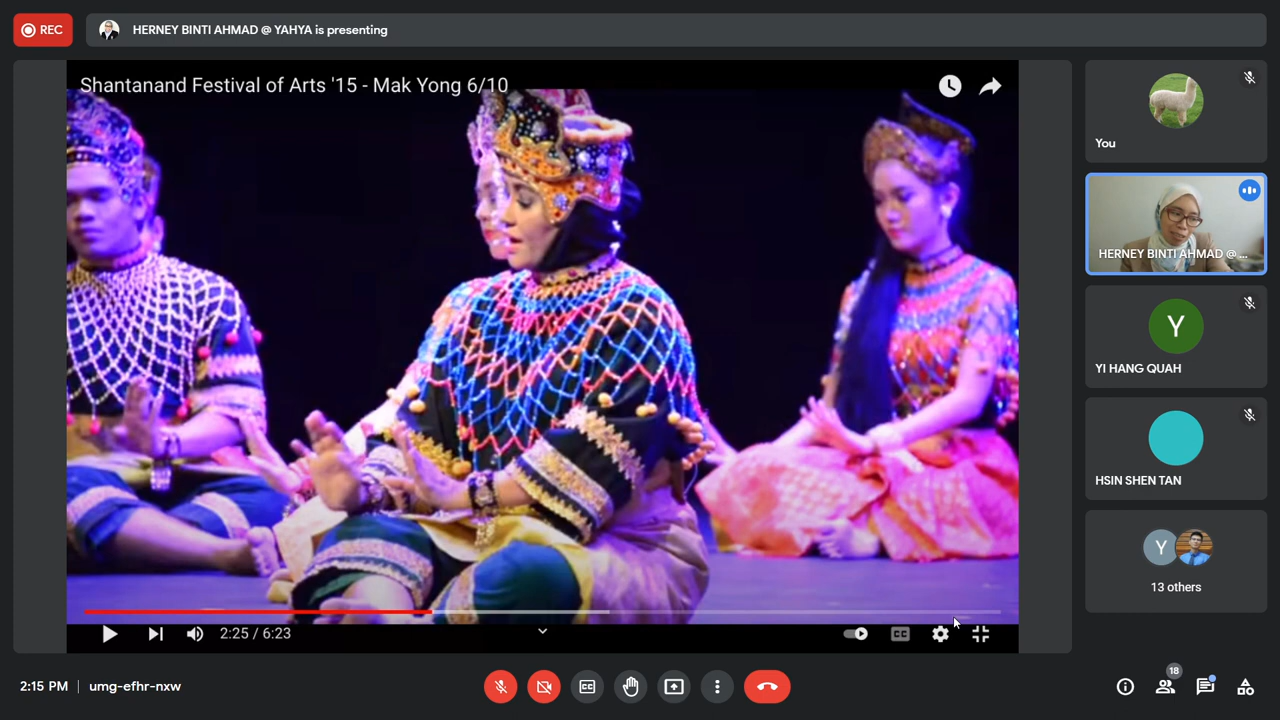 REC
HERNEY BINTI AHMAD @ YAHYA is presenting
Shantanand Festival of Arts '15 - Mak Yong 6/10
You
HERNEY BINTI AHMAD @ ...
Y
YI HANG QUAH
HSIN SHEN TAN
Y
13 others
2:25 / 6:23
CC
2:15 PM | umg-efhr-nxw
CC
18